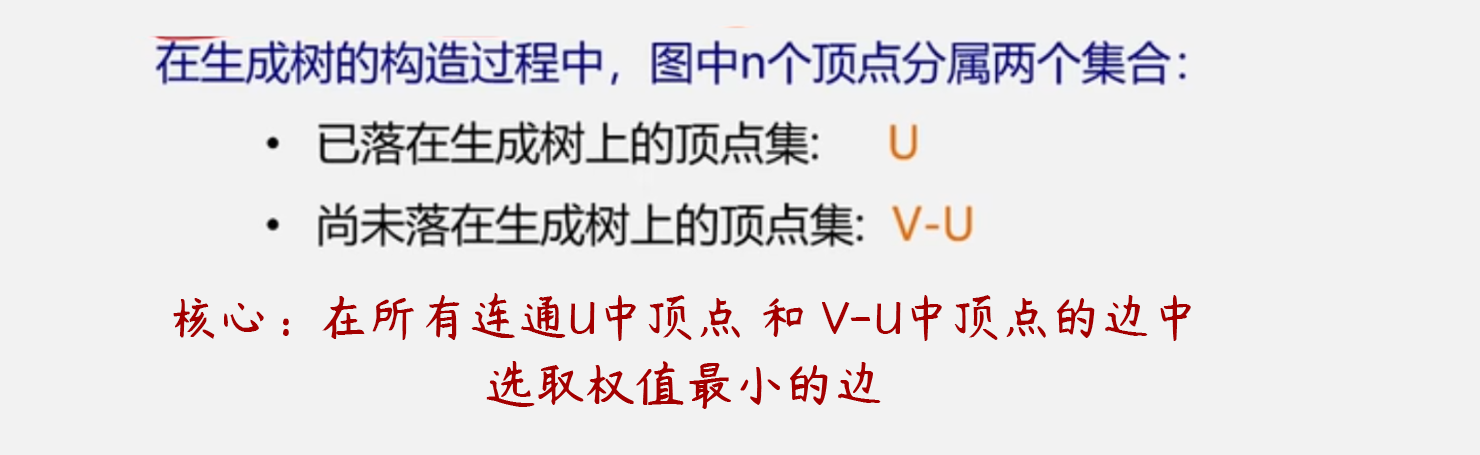 在生成树的构造过程中，图中n个顶点分属两个集合：
• 已落在生成树上的顶点集: U
• 尚未落在生成树上的顶点集: V-U
核心：在所有连通U中顶点 和 V-U中顶点的边中
选取权值最小的边